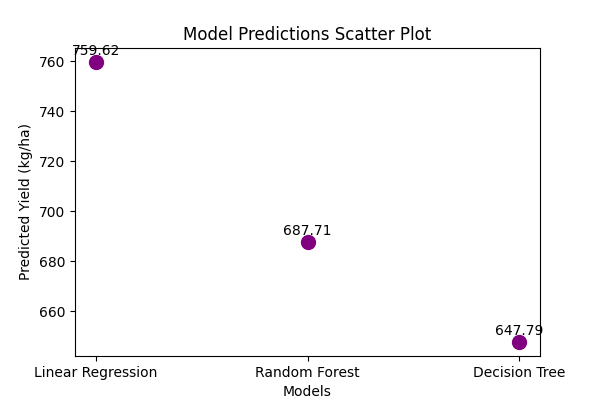 Model Predictions Scatter Plot
759.62
687.71
647.79
Predicted Yield (kg/ha)
760
740
720
700
680
660
Linear Regression
Random Forest
Decision Tree
Models